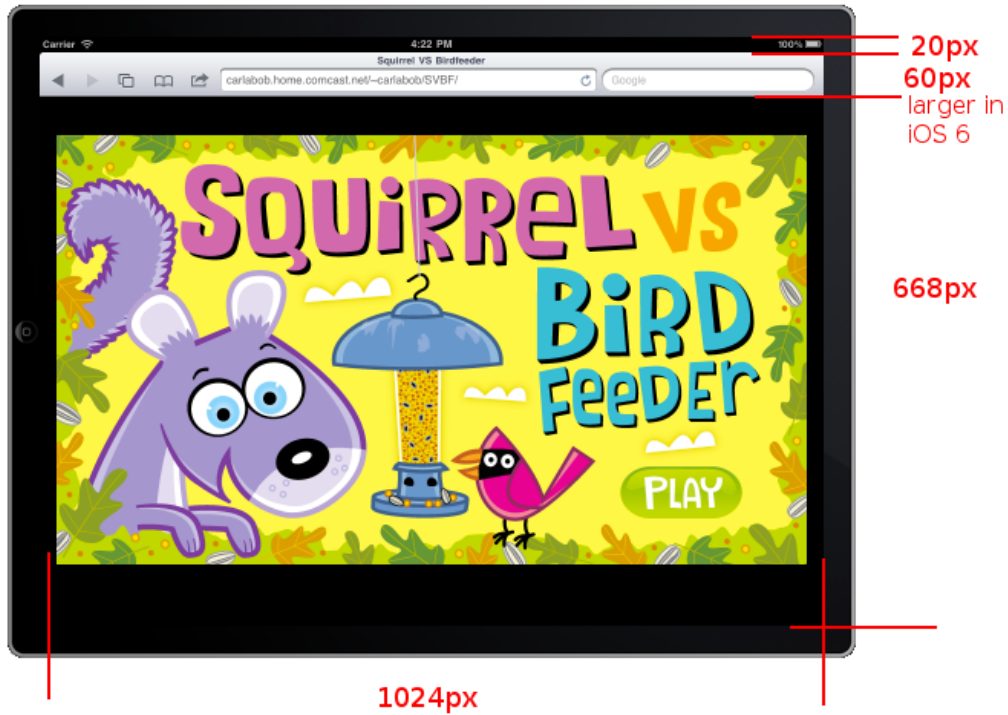 Carrier 4:22 PM 100%
20px
Squirrel VS Birdfeeder
carlabob.home.comcast.net/~carlabob/SVBF/ Google
60px
larger in
iOS 6
SQUiRREL VS
BiRD
FeeDer
668px
PLAY
1024px